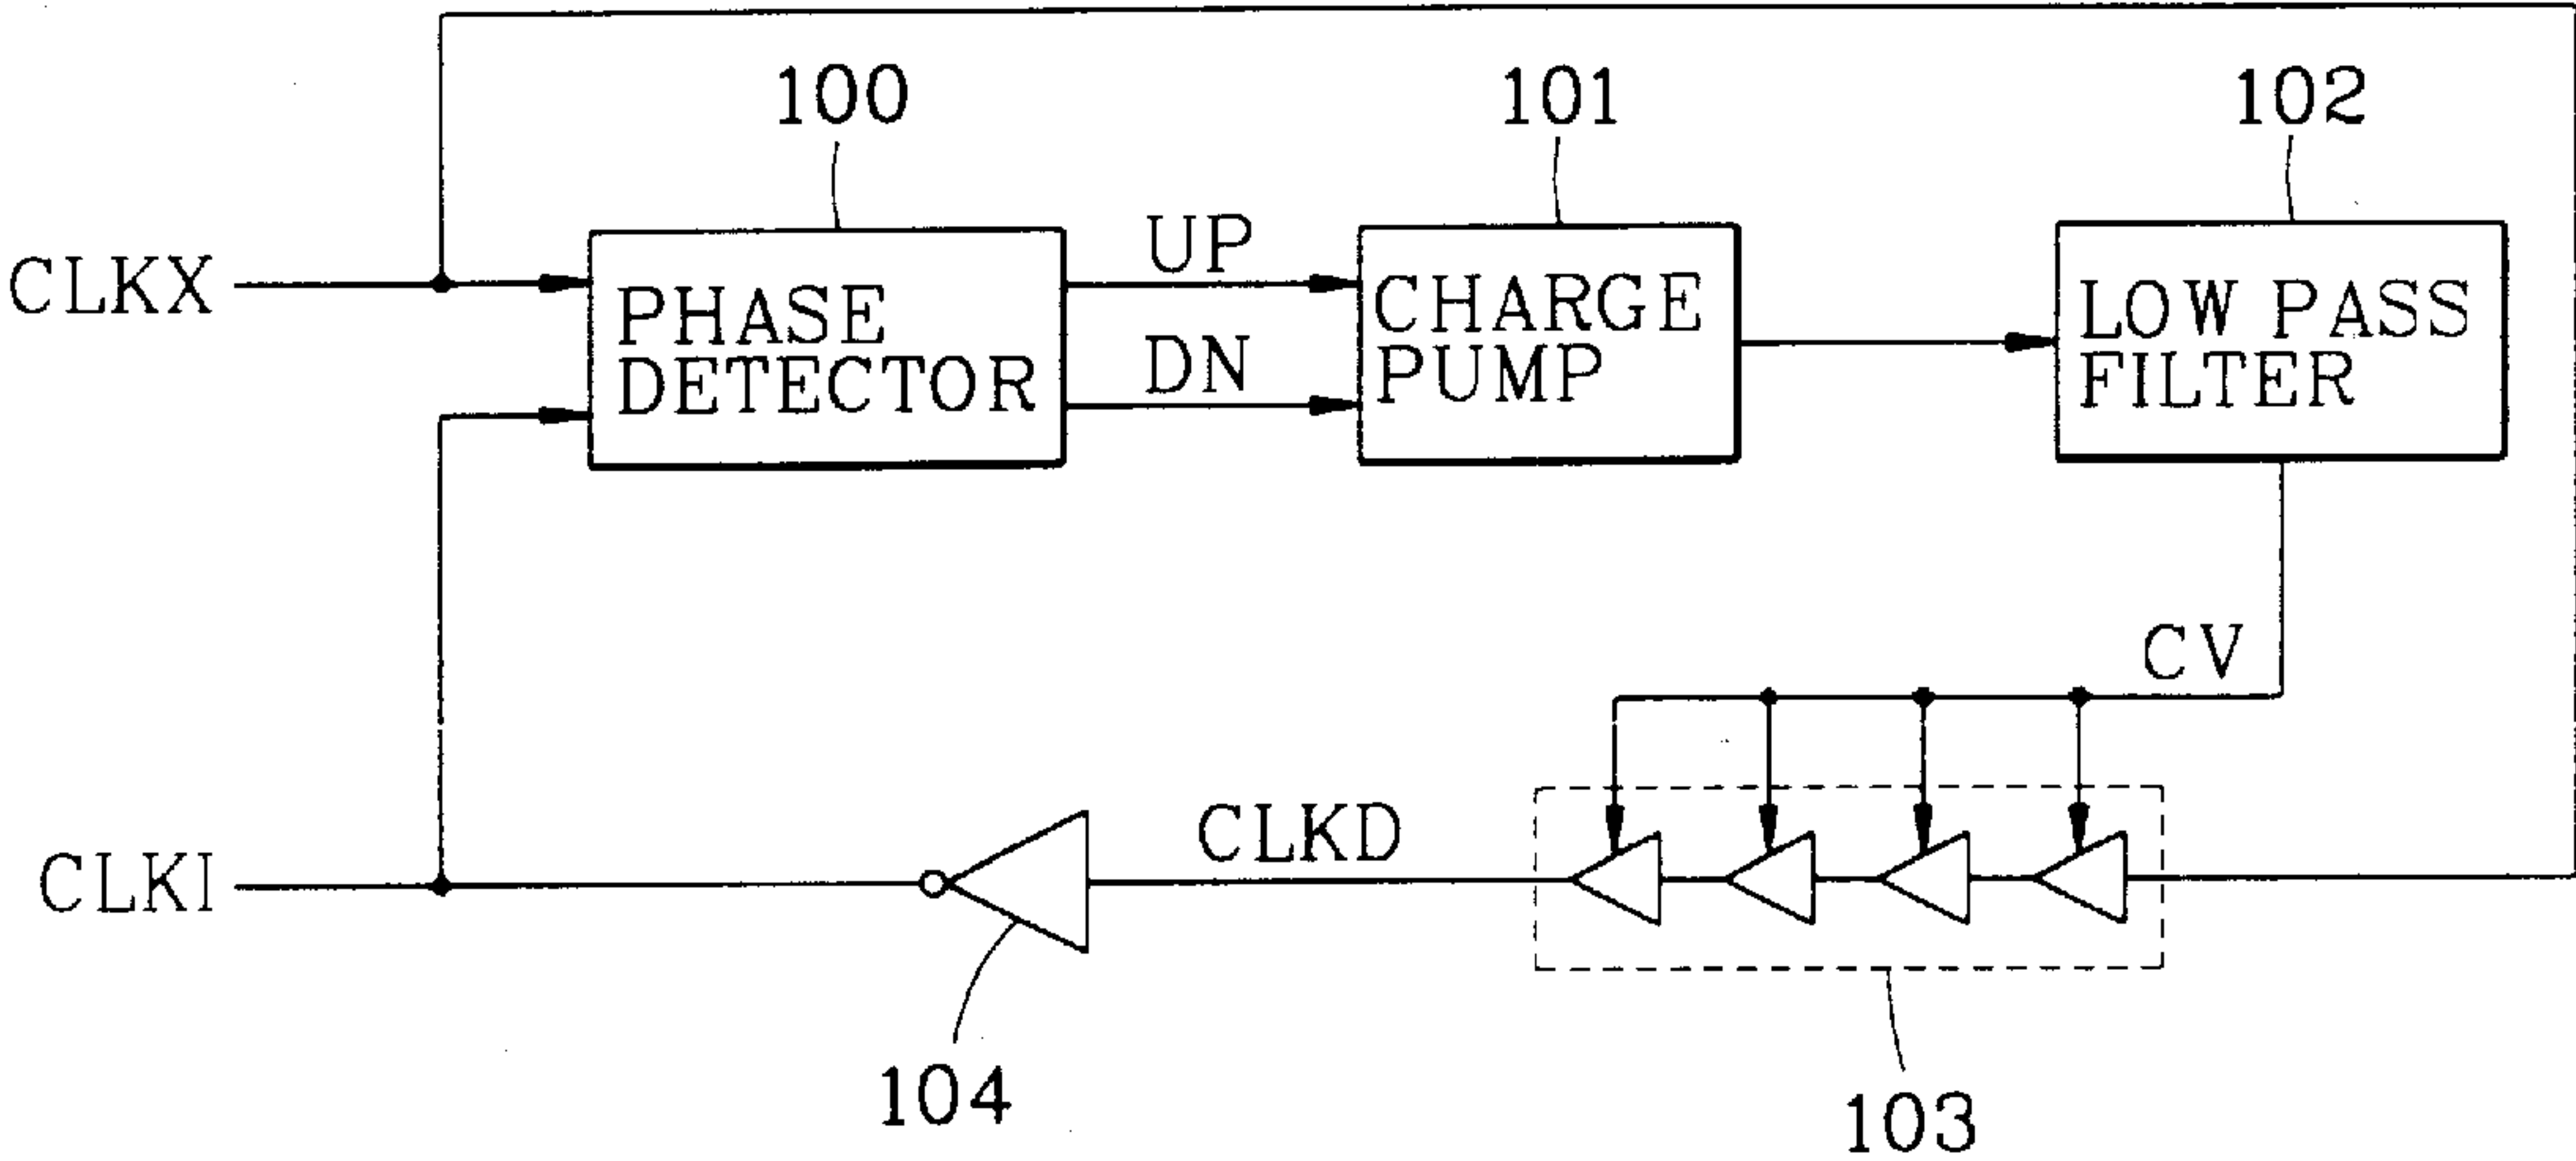 100
101
102
CLKX
PHASE
DETECTOR
UP
DN
CHARGE
PUMP
LOW PASS
FILTER
CV
CLKI
CLKD
104
103